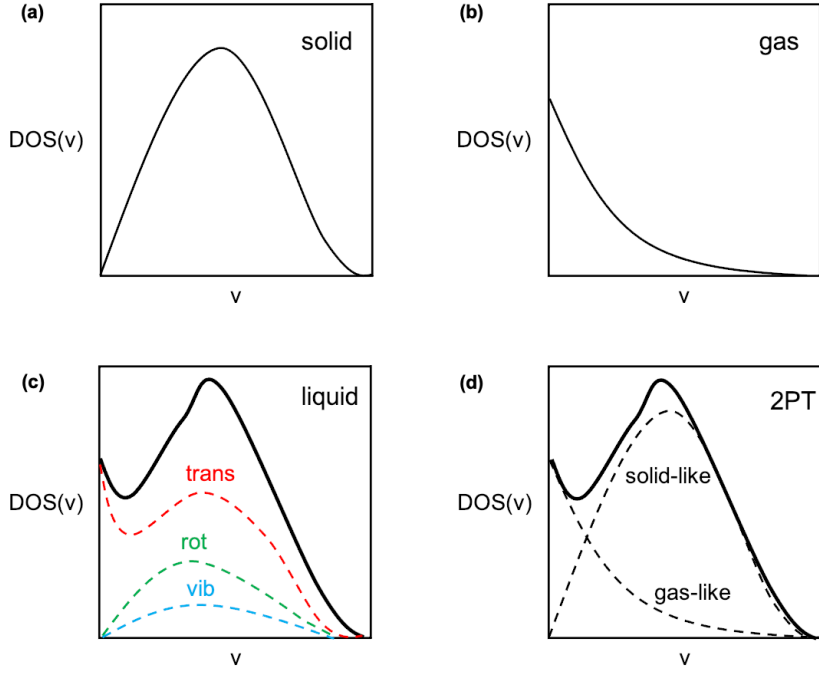 (a)
solid
DOS(v)
v
(b)
gas
DOS(v)
v
(c)
liquid
trans
DOS(v)
rot
vib
v
(d)
2PT
solid-like
DOS(v)
gas-like
v